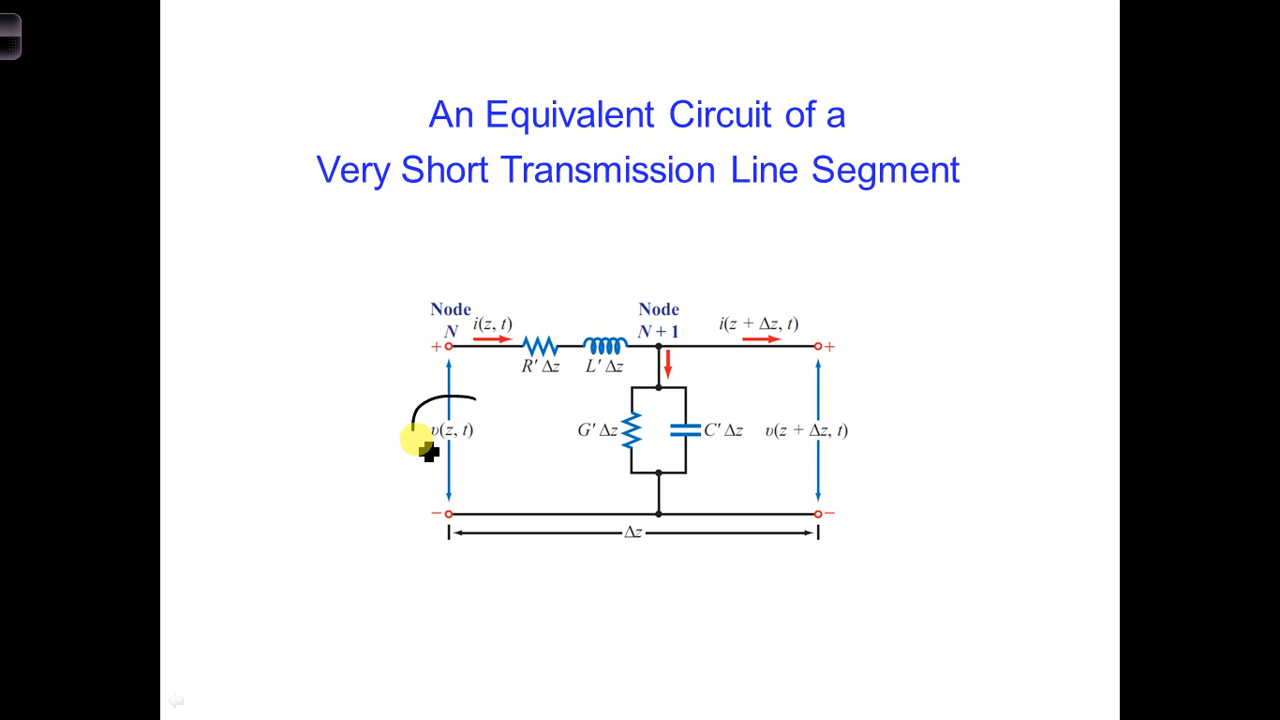 An Equivalent Circuit of a
Very Short Transmission Line Segment
Node
N
i(z, t)
Node
N + 1
i(z + Δz, t)
+
+
R′ Δz
L′ Δz
υ(z, t)
G′ Δz
C′ Δz
υ(z + Δz, t)
−
−
Δz